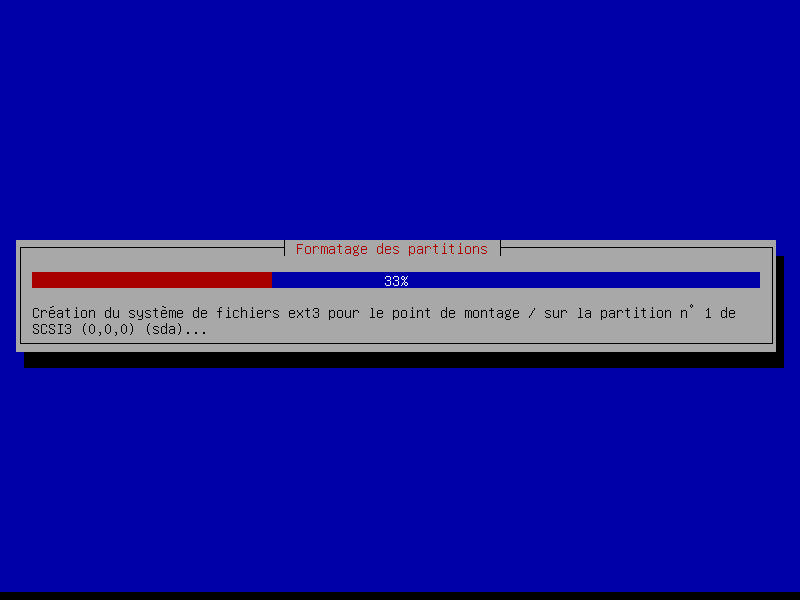 Formatage des partitions
33%
Création du système de fichiers ext3 pour le point de montage / sur la partition n° 1 de
SCSI3 (0,0,0) (sda)...